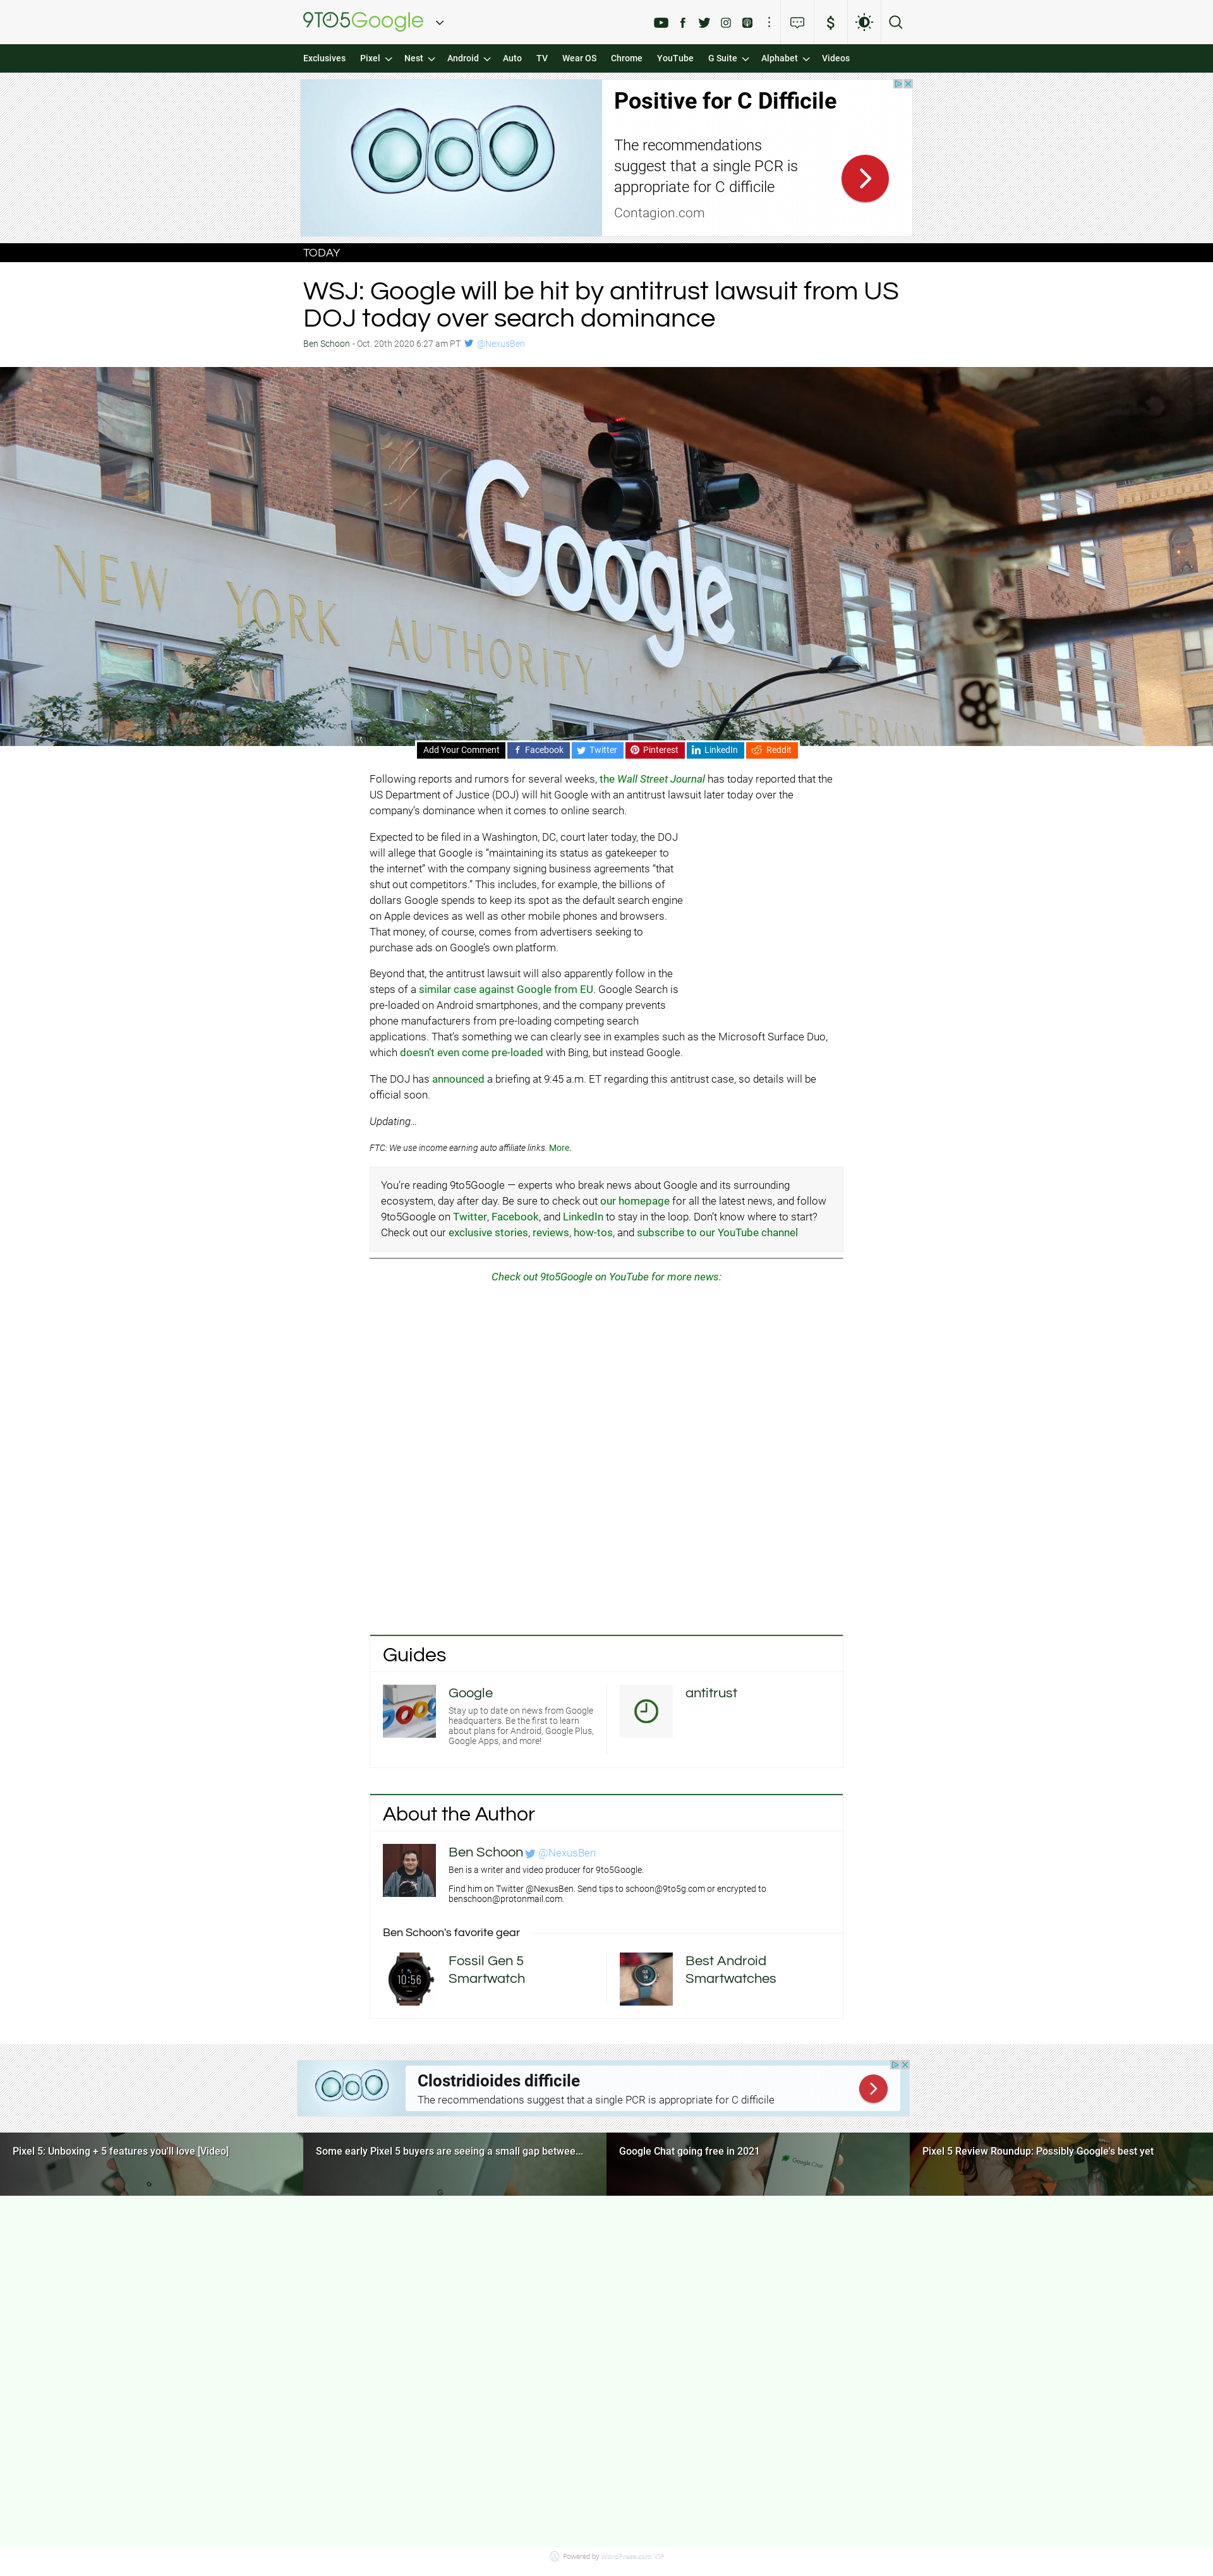 9TO5Google
Exclusives Pixel Nest Android Auto TV Wear OS Chrome YouTube G Suite Alphabet Videos
Positive for C Difficile
The recommendations
suggest that a single PCR is
appropriate for C difficile
Contagion.com
TODAY
WSJ: Google will be hit by antitrust lawsuit from US
DOJ today over search dominance
Ben Schoon - Oct. 20th 2020 6:27 am PT @NexusBen
Google
NEW YORK AUTHORITY
INLAND TERMINAL
Add Your Comment Facebook Twitter Pinterest LinkedIn Reddit
Following reports and rumors for several weeks, the Wall Street Journal has today reported that the
US Department of Justice (DOJ) will hit Google with an antitrust lawsuit later today over the
company’s dominance when it comes to online search.
Expected to be filed in a Washington, DC, court later today, the DOJ
will allege that Google is “maintaining its status as gatekeeper to
the internet” with the company signing business agreements “that
shut out competitors.” This includes, for example, the billions of
dollars Google spends to keep its spot as the default search engine
on Apple devices as well as other mobile phones and browsers.
That money, of course, comes from advertisers seeking to
purchase ads on Google’s own platform.
Beyond that, the antitrust lawsuit will also apparently follow in the
steps of a similar case against Google from EU. Google Search is
pre-loaded on Android smartphones, and the company prevents
phone manufacturers from pre-loading competing search
applications. That’s something we can clearly see in examples such as the Microsoft Surface Duo,
which doesn’t even come pre-loaded with Bing, but instead Google.
The DOJ has announced a briefing at 9:45 a.m. ET regarding this antitrust case, so details will be
official soon.
Updating…
FTC: We use income earning auto affiliate links. More.
You’re reading 9to5Google — experts who break news about Google and its surrounding
ecosystem, day after day. Be sure to check out our homepage for all the latest news, and follow
9to5Google on Twitter, Facebook, and LinkedIn to stay in the loop. Don’t know where to start?
Check out our exclusive stories, reviews, how-tos, and subscribe to our YouTube channel
Check out 9to5Google on YouTube for more news:
Guides
Google
Stay up to date on news from Google
headquarters. Be the first to learn
about plans for Android, Google Plus,
Google Apps, and more!
antitrust
About the Author
Ben Schoon @NexusBen
Ben is a writer and video producer for 9to5Google.
Find him on Twitter @NexusBen. Send tips to schoon@9to5g.com or encrypted to
benschoon@protonmail.com.
Ben Schoon's favorite gear
10:56
Fossil Gen 5
Smartwatch
Best Android
Smartwatches
Clostridioides difficile
The recommendations suggest that a single PCR is appropriate for C difficile
Pixel 5: Unboxing + 5 features you'll love [Video]
Some early Pixel 5 buyers are seeing a small gap betwee...
Google Chat going free in 2021
Google Chat
Pixel 5 Review Roundup: Possibly Google's best yet
Powered by WordPress.com VIP